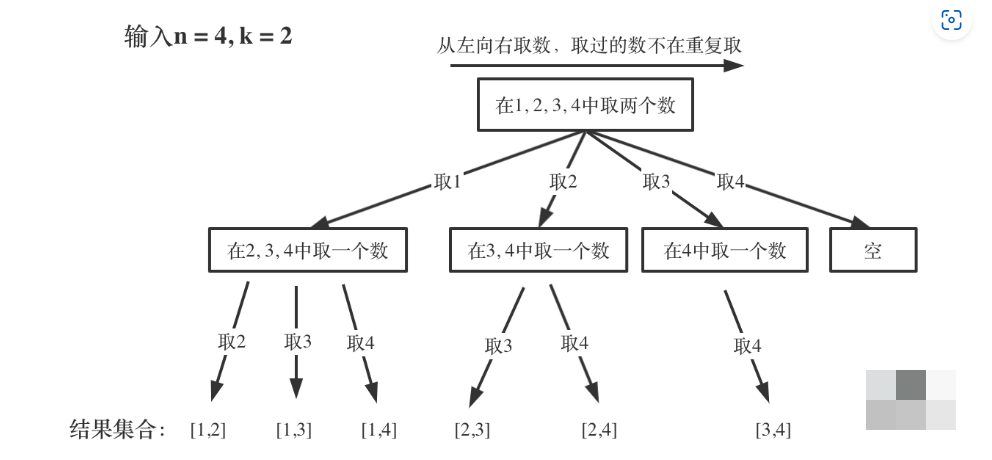 输入n = 4, k = 2
从左向右取数，取过的数不在重复取
在1, 2, 3, 4中取两个数
取1
取2
取3
取4
在2, 3, 4中取一个数
在3, 4中取一个数
在4中取一个数
空
取2
取3
取4
取3
取4
取4
结果集合： [1,2] [1,3] [1,4] [2,3] [2,4] [3,4]